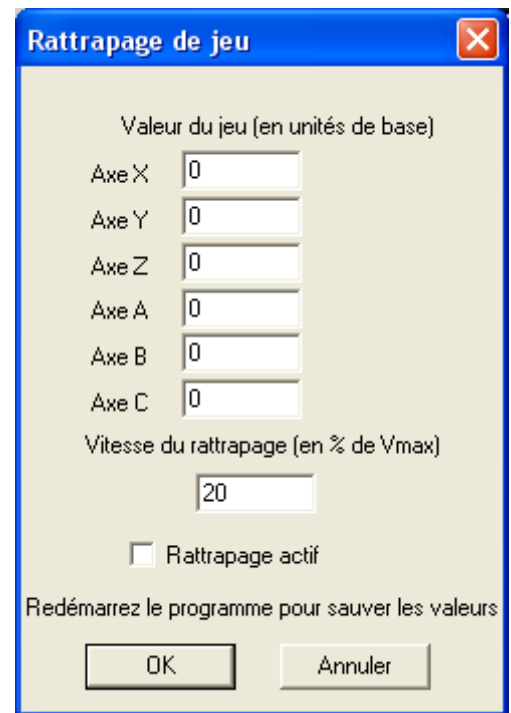 Rattrapage de jeu
Valeur du jeu (en unités de base)
Axe X 0
Axe Y 0
Axe Z 0
Axe A 0
Axe B 0
Axe C 0
Vitesse du rattrapage (en % de Vmax)
20
Rattrapage actif
Redémarrez le programme pour sauver les valeurs
OK Annuler